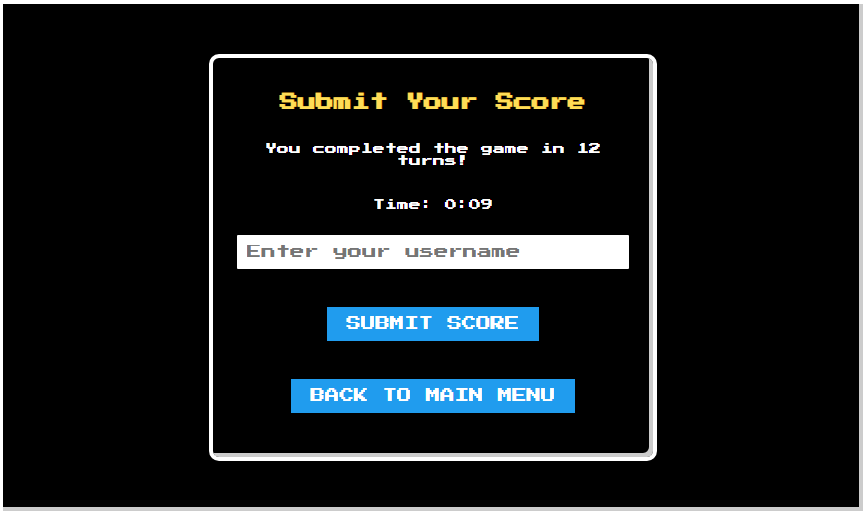 Submit Your Score
You completed the game in 12
turns!
Time: 0:09
Enter your username
SUBMIT SCORE
BACK TO MAIN MENU